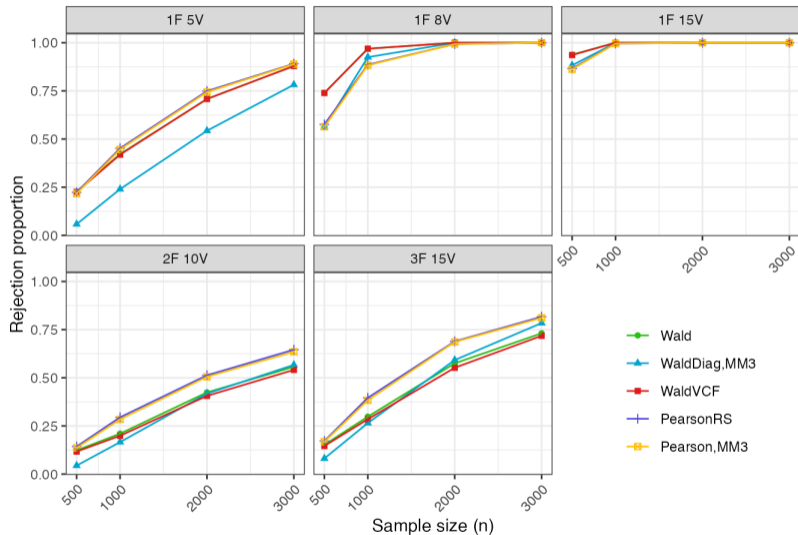 1F 5V
1F 8V
1F 15V
1.00
0.75
0.50
0.25
0.00
500
1000
2000
3000
2F 10V
3F 15V
1.00
0.75
0.50
0.25
0.00
500
1000
2000
3000
500
1000
2000
3000
Rejection proportion
Sample size (n)
Wald
WaldDiag,MM3
WaldVCF
PearsonRS
Pearson,MM3